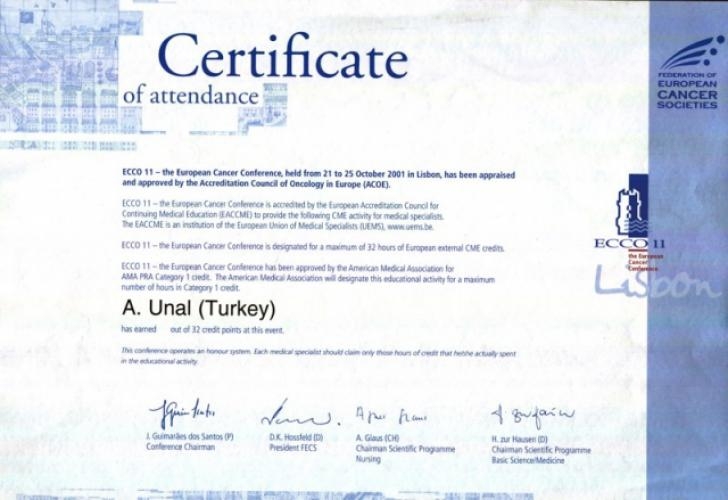 Certificate
of attendance
FEDERATION OF
EUROPEAN
CANCER
SOCIETIES
ECCO 11 – the European Cancer Conference, held from 21 to 25 October 2001 in Lisbon, has been appraised
and approved by the Accreditation Council of Oncology in Europe (ACOE).
ECCO 11 – the European Cancer Conference is accredited by the European Accreditation Council for
Continuing Medical Education (EACCME) to provide the following CME activity for medical specialists.
The EACCME is an institution of the European Union of Medical Specialists (UEMS), www.uems.be.
ECCO 11 – the European Cancer Conference is designated for a maximum of 32 hours of European external CME credits.
ECCO 11 – the European Cancer Conference has been approved by the American Medical Association for
AMA PRA Category 1 credit. The American Medical Association will designate this educational activity for a maximum
number of hours in Category 1 credit.
ECCO 11
the European
Cancer
Conference
Lisbon
A. Unal (Turkey)
has earned out of 32 credit points at this event.
This conference operates an honour system. Each medical specialist should claim only those hours of credit that he/she actually spent
in the educational activity.
J. Guimarães dos Santos (P)
Conference Chairman
D.K. Hossfeld (D)
President FECS
A. Glaus (CH)
Chairman Scientific Programme
Nursing
H. zur Hausen (D)
Chairman Scientific Programme
Basic Science/Medicine